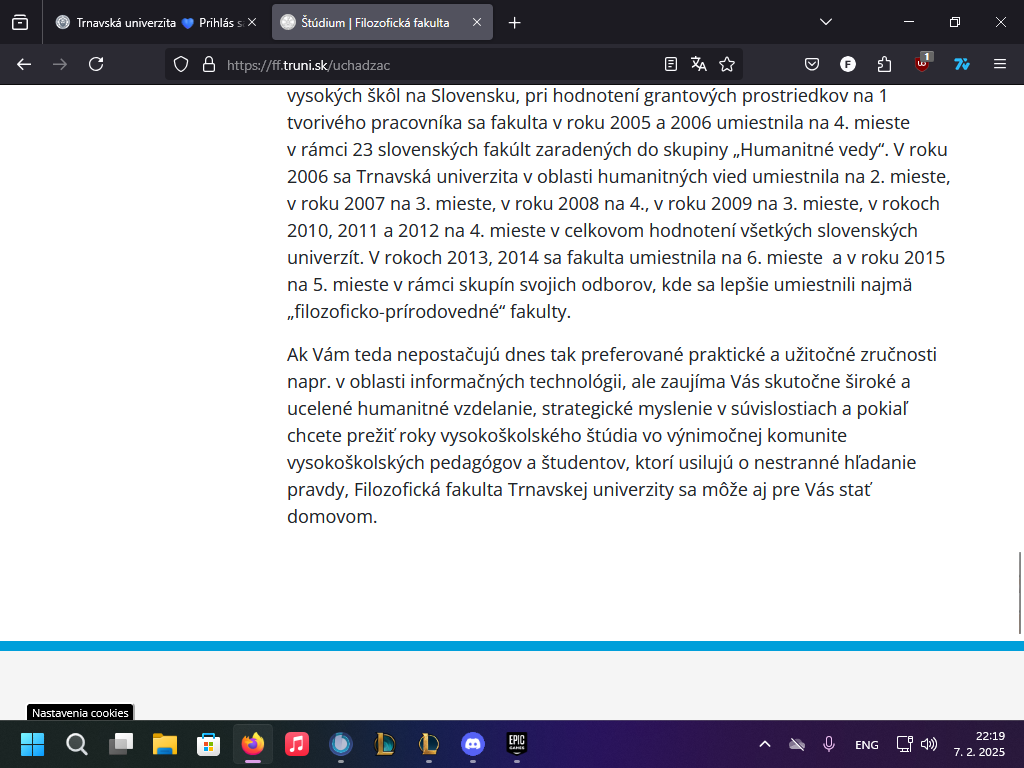 Trnavská univerzita 💙 Prihlás s
Štúdium | Filozofická fakulta
https://ff.truni.sk/uchadzac
1
vysokých škôl na Slovensku, pri hodnotení grantových prostriedkov na 1
tvorivého pracovníka sa fakulta v roku 2005 a 2006 umiestnila na 4. mieste
v rámci 23 slovenských fakúlt zaradených do skupiny „Humanitné vedy“. V roku
2006 sa Trnavská univerzita v oblasti humanitných vied umiestnila na 2. mieste,
v roku 2007 na 3. mieste, v roku 2008 na 4., v roku 2009 na 3. mieste, v rokoch
2010, 2011 a 2012 na 4. mieste v celkovom hodnotení všetkých slovenských
univerzít. V rokoch 2013, 2014 sa fakulta umiestnila na 6. mieste  a v roku 2015
na 5. mieste v rámci skupín svojich odborov, kde sa lepšie umiestnili najmä
„filozoficko-prírodovedné“ fakulty.
Ak Vám teda nepostačujú dnes tak preferované praktické a užitočné zručnosti
napr. v oblasti informačných technológii, ale zaujíma Vás skutočne široké a
ucelené humanitné vzdelanie, strategické myslenie v súvislostiach a pokiaľ
chcete prežiť roky vysokoškolského štúdia vo výnimočnej komunite
vysokoškolských pedagógov a študentov, ktorí usilujú o nestranné hľadanie
pravdy, Filozofická fakulta Trnavskej univerzity sa môže aj pre Vás stať
domovom.
Nastavenia cookies
EPIC
GAMES
ENG
22:19
7. 2. 2025